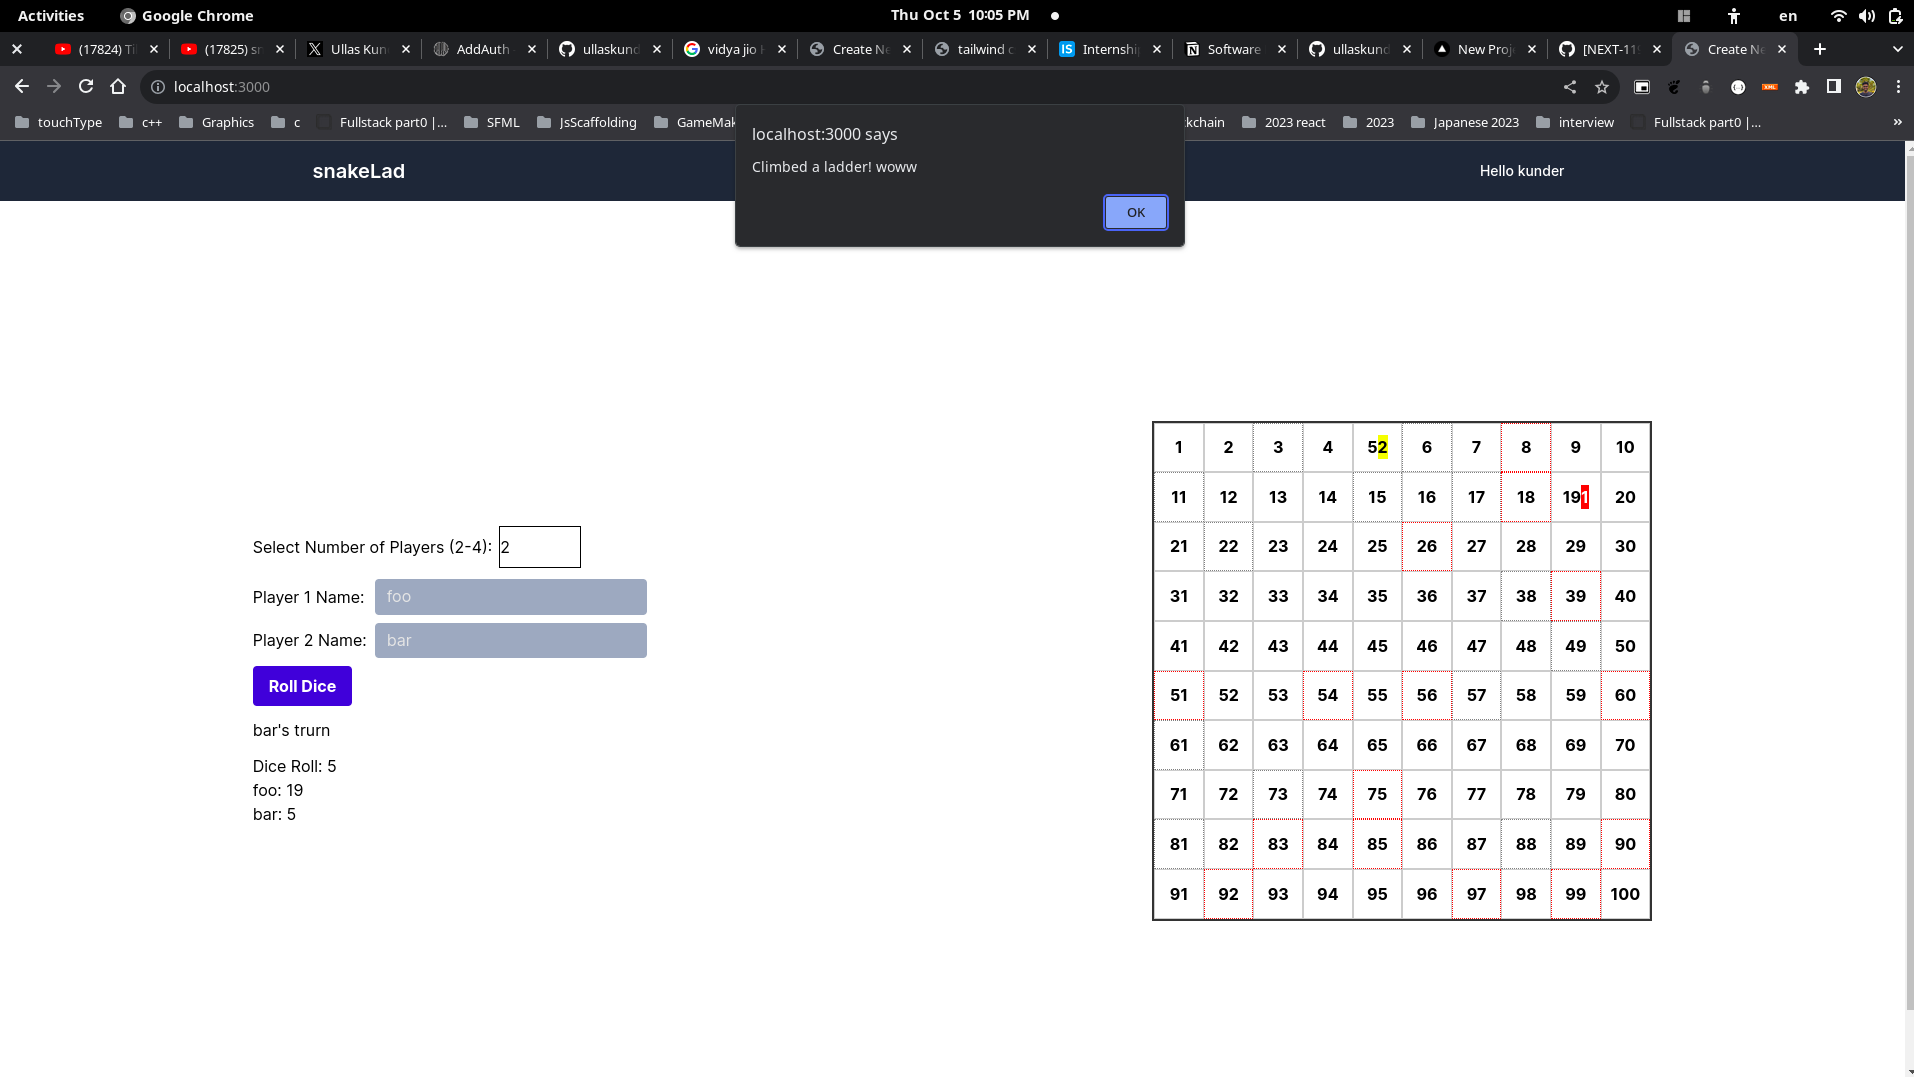 Activities Google Chrome Thu Oct 5 10:05 PM en
(17824) Ti (17825) sr Ullas Kun AddAuth ullaskund vidya jio Create Ne tailwind c Internshi Software ullaskund New Proj [NEXT-11 Create Ne
localhost:3000
touchType c++ Graphics c Fullstack part0 |... SFML JsScaffolding GameMak kchain 2023 react 2023 Japanese 2023 interview Fullstack part0 |... »
localhost:3000 says
Climbed a ladder! woww
OK
snakeLad Hello kunder
Select Number of Players (2-4): 2
Player 1 Name: foo
Player 2 Name: bar
Roll Dice
bar's trurn
Dice Roll: 5
foo: 19
bar: 5
1 2 3 4 52 6 7 8 9 10
11 12 13 14 15 16 17 18 191 20
21 22 23 24 25 26 27 28 29 30
31 32 33 34 35 36 37 38 39 40
41 42 43 44 45 46 47 48 49 50
51 52 53 54 55 56 57 58 59 60
61 62 63 64 65 66 67 68 69 70
71 72 73 74 75 76 77 78 79 80
81 82 83 84 85 86 87 88 89 90
91 92 93 94 95 96 97 98 99 100